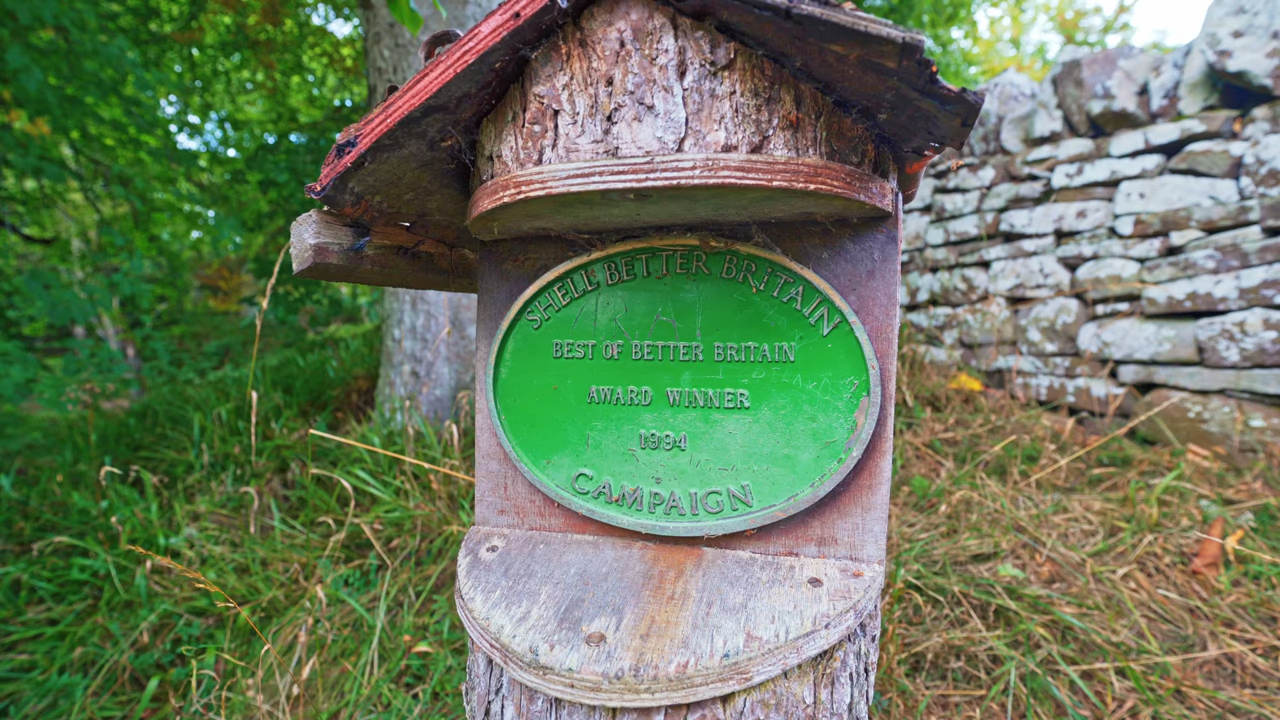 SHELL BETTER BRITAIN
BEST OF BETTER BRITAIN
AWARD WINNER
1994
CAMPAIGN